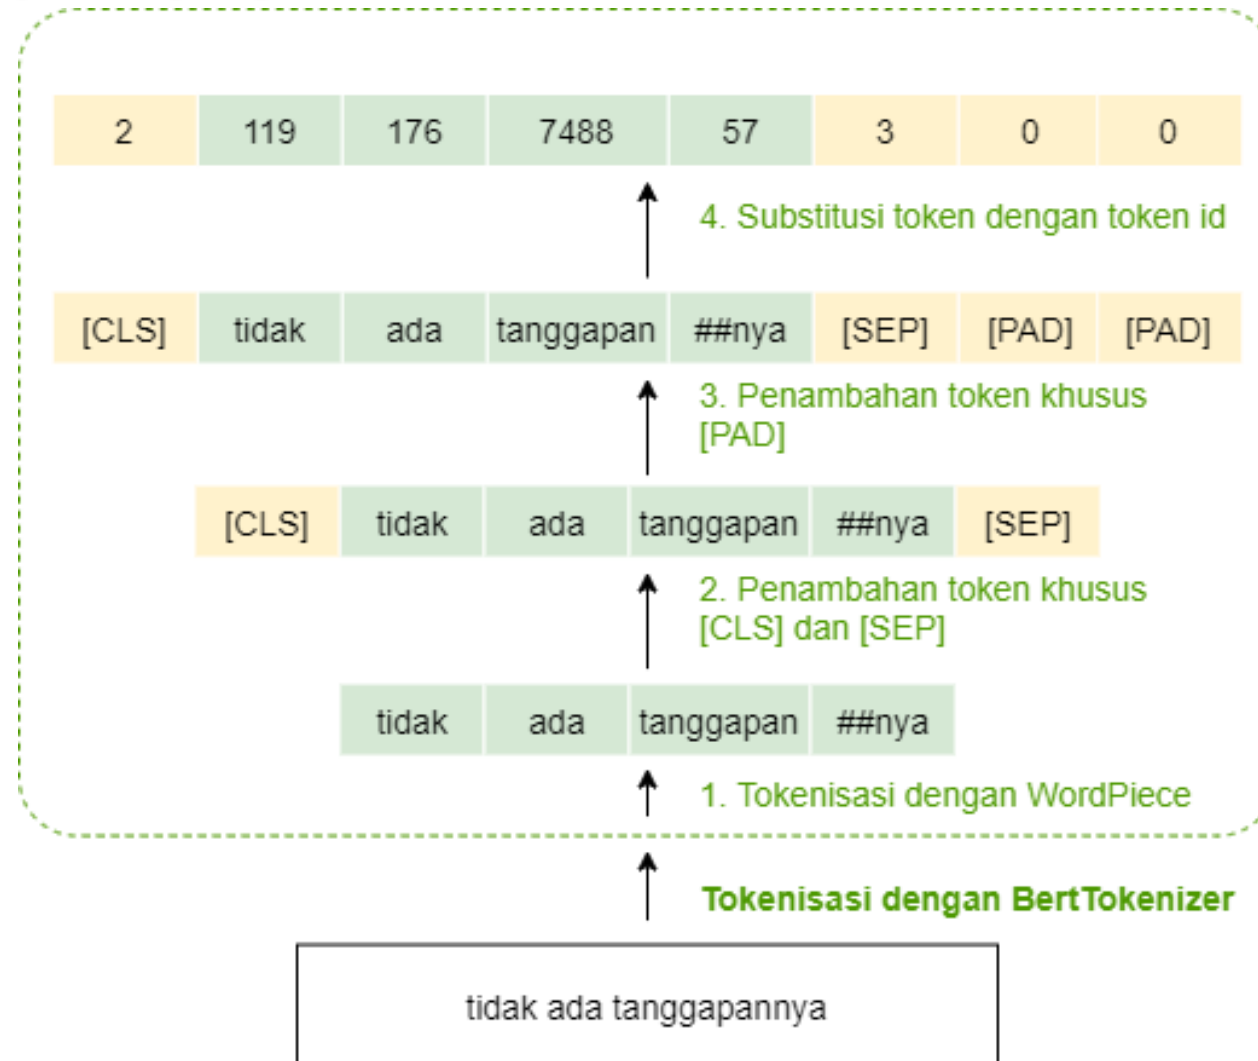 2 119 176 7488 57 3 0 0
4. Substitusi token dengan token id
[CLS] tidak ada tanggapan ##nya [SEP] [PAD] [PAD]
3. Penambahan token khusus
[PAD]
[CLS] tidak ada tanggapan ##nya [SEP]
2. Penambahan token khusus
[CLS] dan [SEP]
tidak ada tanggapan ##nya
1. Tokenisasi dengan WordPiece
Tokenisasi dengan BertTokenizer
tidak ada tanggapannya